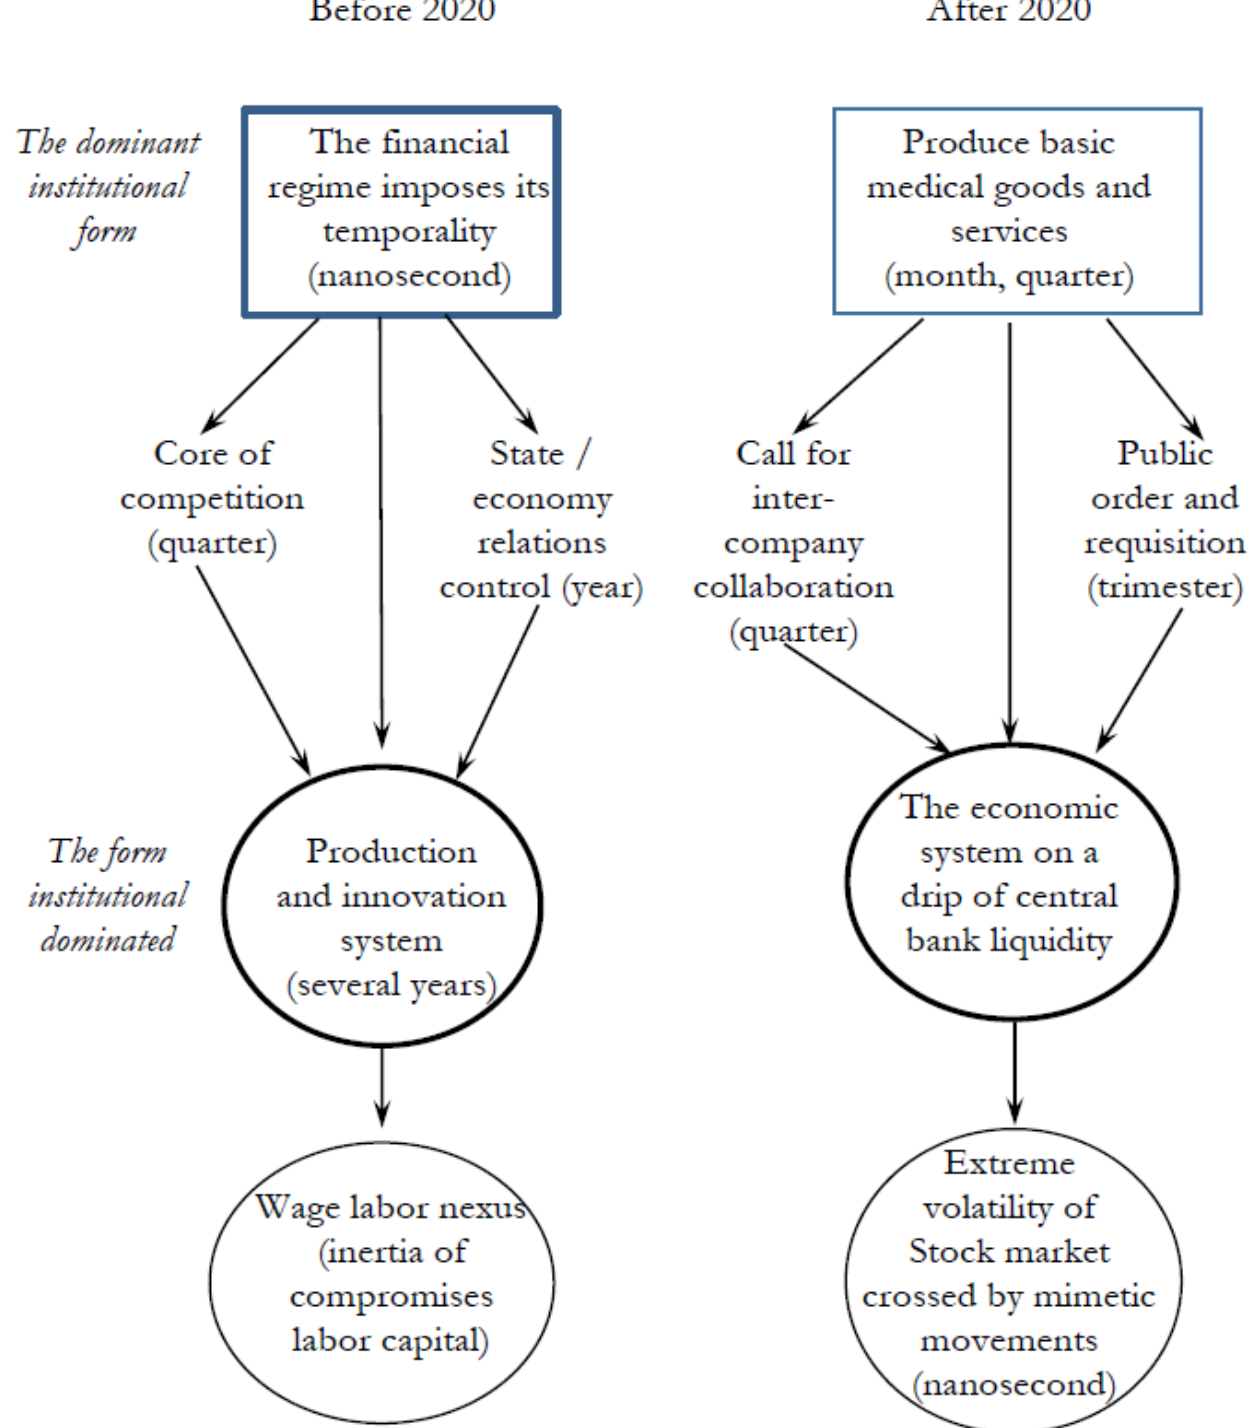 Before 2020
After 2020
The dominant
institutional
form
The financial
regime imposes its
temporality
(nanosecond)
Produce basic
medical goods and
services
(month, quarter)
Core of
competition
(quarter)
State /
economy
relations
control (year)
Call for
inter-
company
collaboration
(quarter)
Public
order and
requisition
(trimester)
The form
institutional
dominated
Production
and innovation
system
(several years)
The economic
system on a
drip of central
bank liquidity
Wage labor nexus
(inertia of
compromises
labor capital)
Extreme
volatility of
Stock market
crossed by mimetic
movements
(nanosecond)